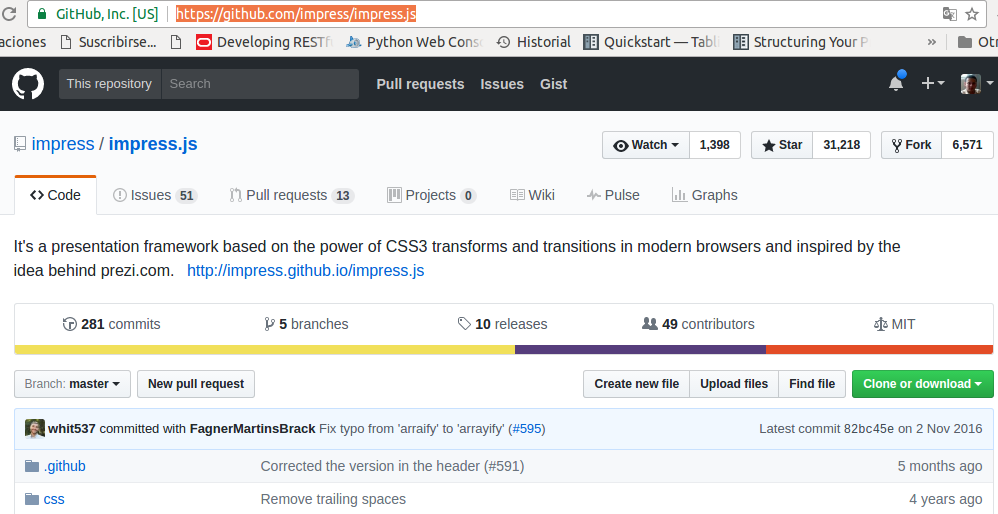 GitHub, Inc. [US] https://github.com/impress/impress.js
aciones Suscribirse... Developing RESTf Python Web Cons Historial Quickstart — Tabl Structuring Your P » Otr
This repository Search Pull requests Issues Gist
impress / impress.js Watch 1,398 Star 31,218 Fork 6,571
Code Issues 51 Pull requests 13 Projects 0 Wiki Pulse Graphs
It's a presentation framework based on the power of CSS3 transforms and transitions in modern browsers and inspired by the
idea behind prezi.com. http://impress.github.io/impress.js
281 commits 5 branches 10 releases 49 contributors MIT
Branch: master New pull request Create new file Upload files Find file Clone or download
whit537 committed with FagnerMartinsBrack Fix typo from 'arraify' to 'arrayify' (#595) Latest commit 82bc45e on 2 Nov 2016
.github Corrected the version in the header (#591) 5 months ago
css Remove trailing spaces 4 years ago